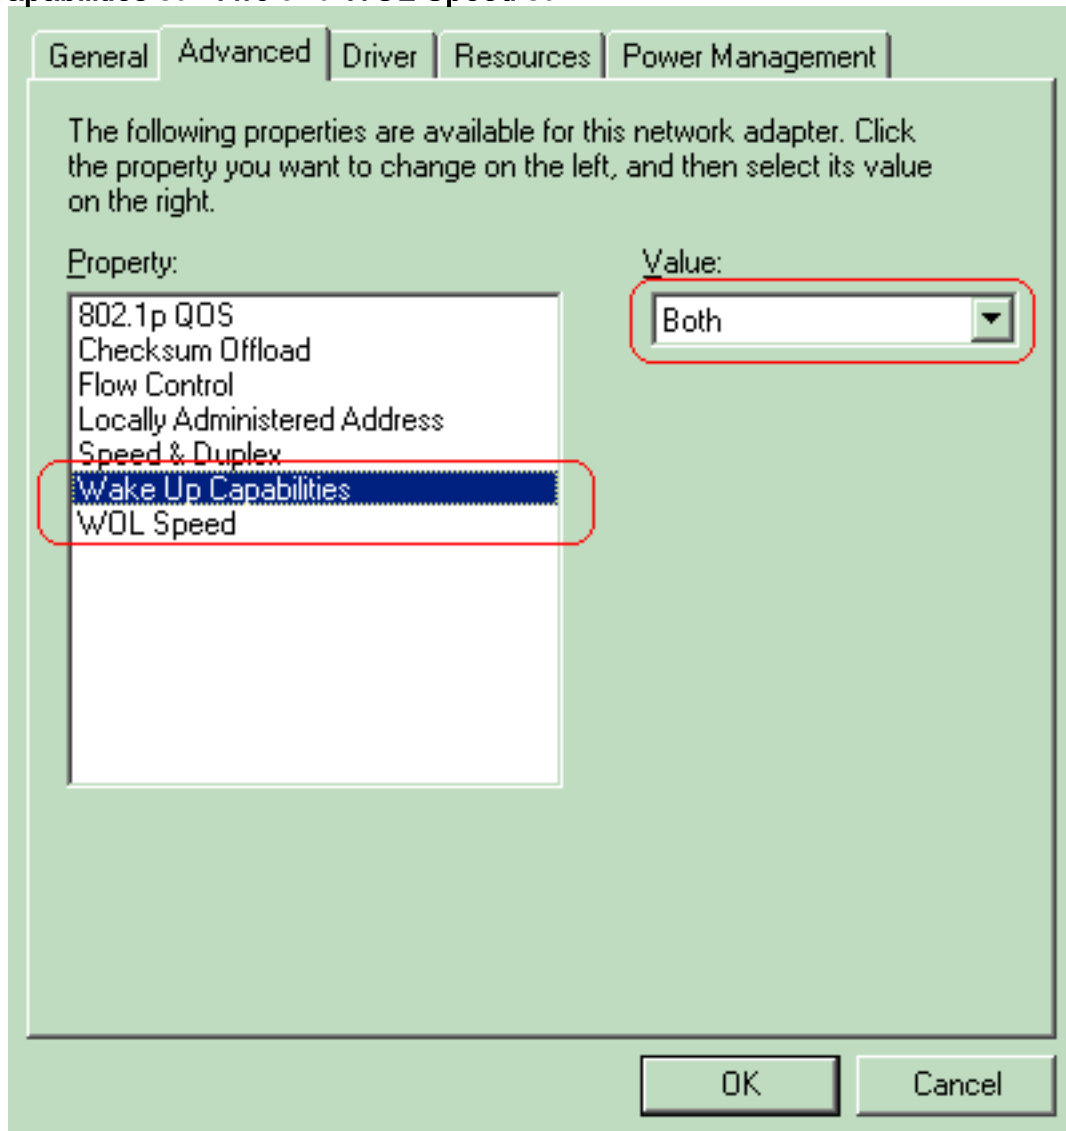 General Advanced Driver Resources Power Management
The following properties are available for this network adapter. Click
the property you want to change on the left, and then select its value
on the right.
Property: Value:
802.1p QOS
Both
Checksum Offload
Flow Control
Locally Administered Address
Speed & Duplex
Wake Up Capabilities
WOL Speed
OK Cancel